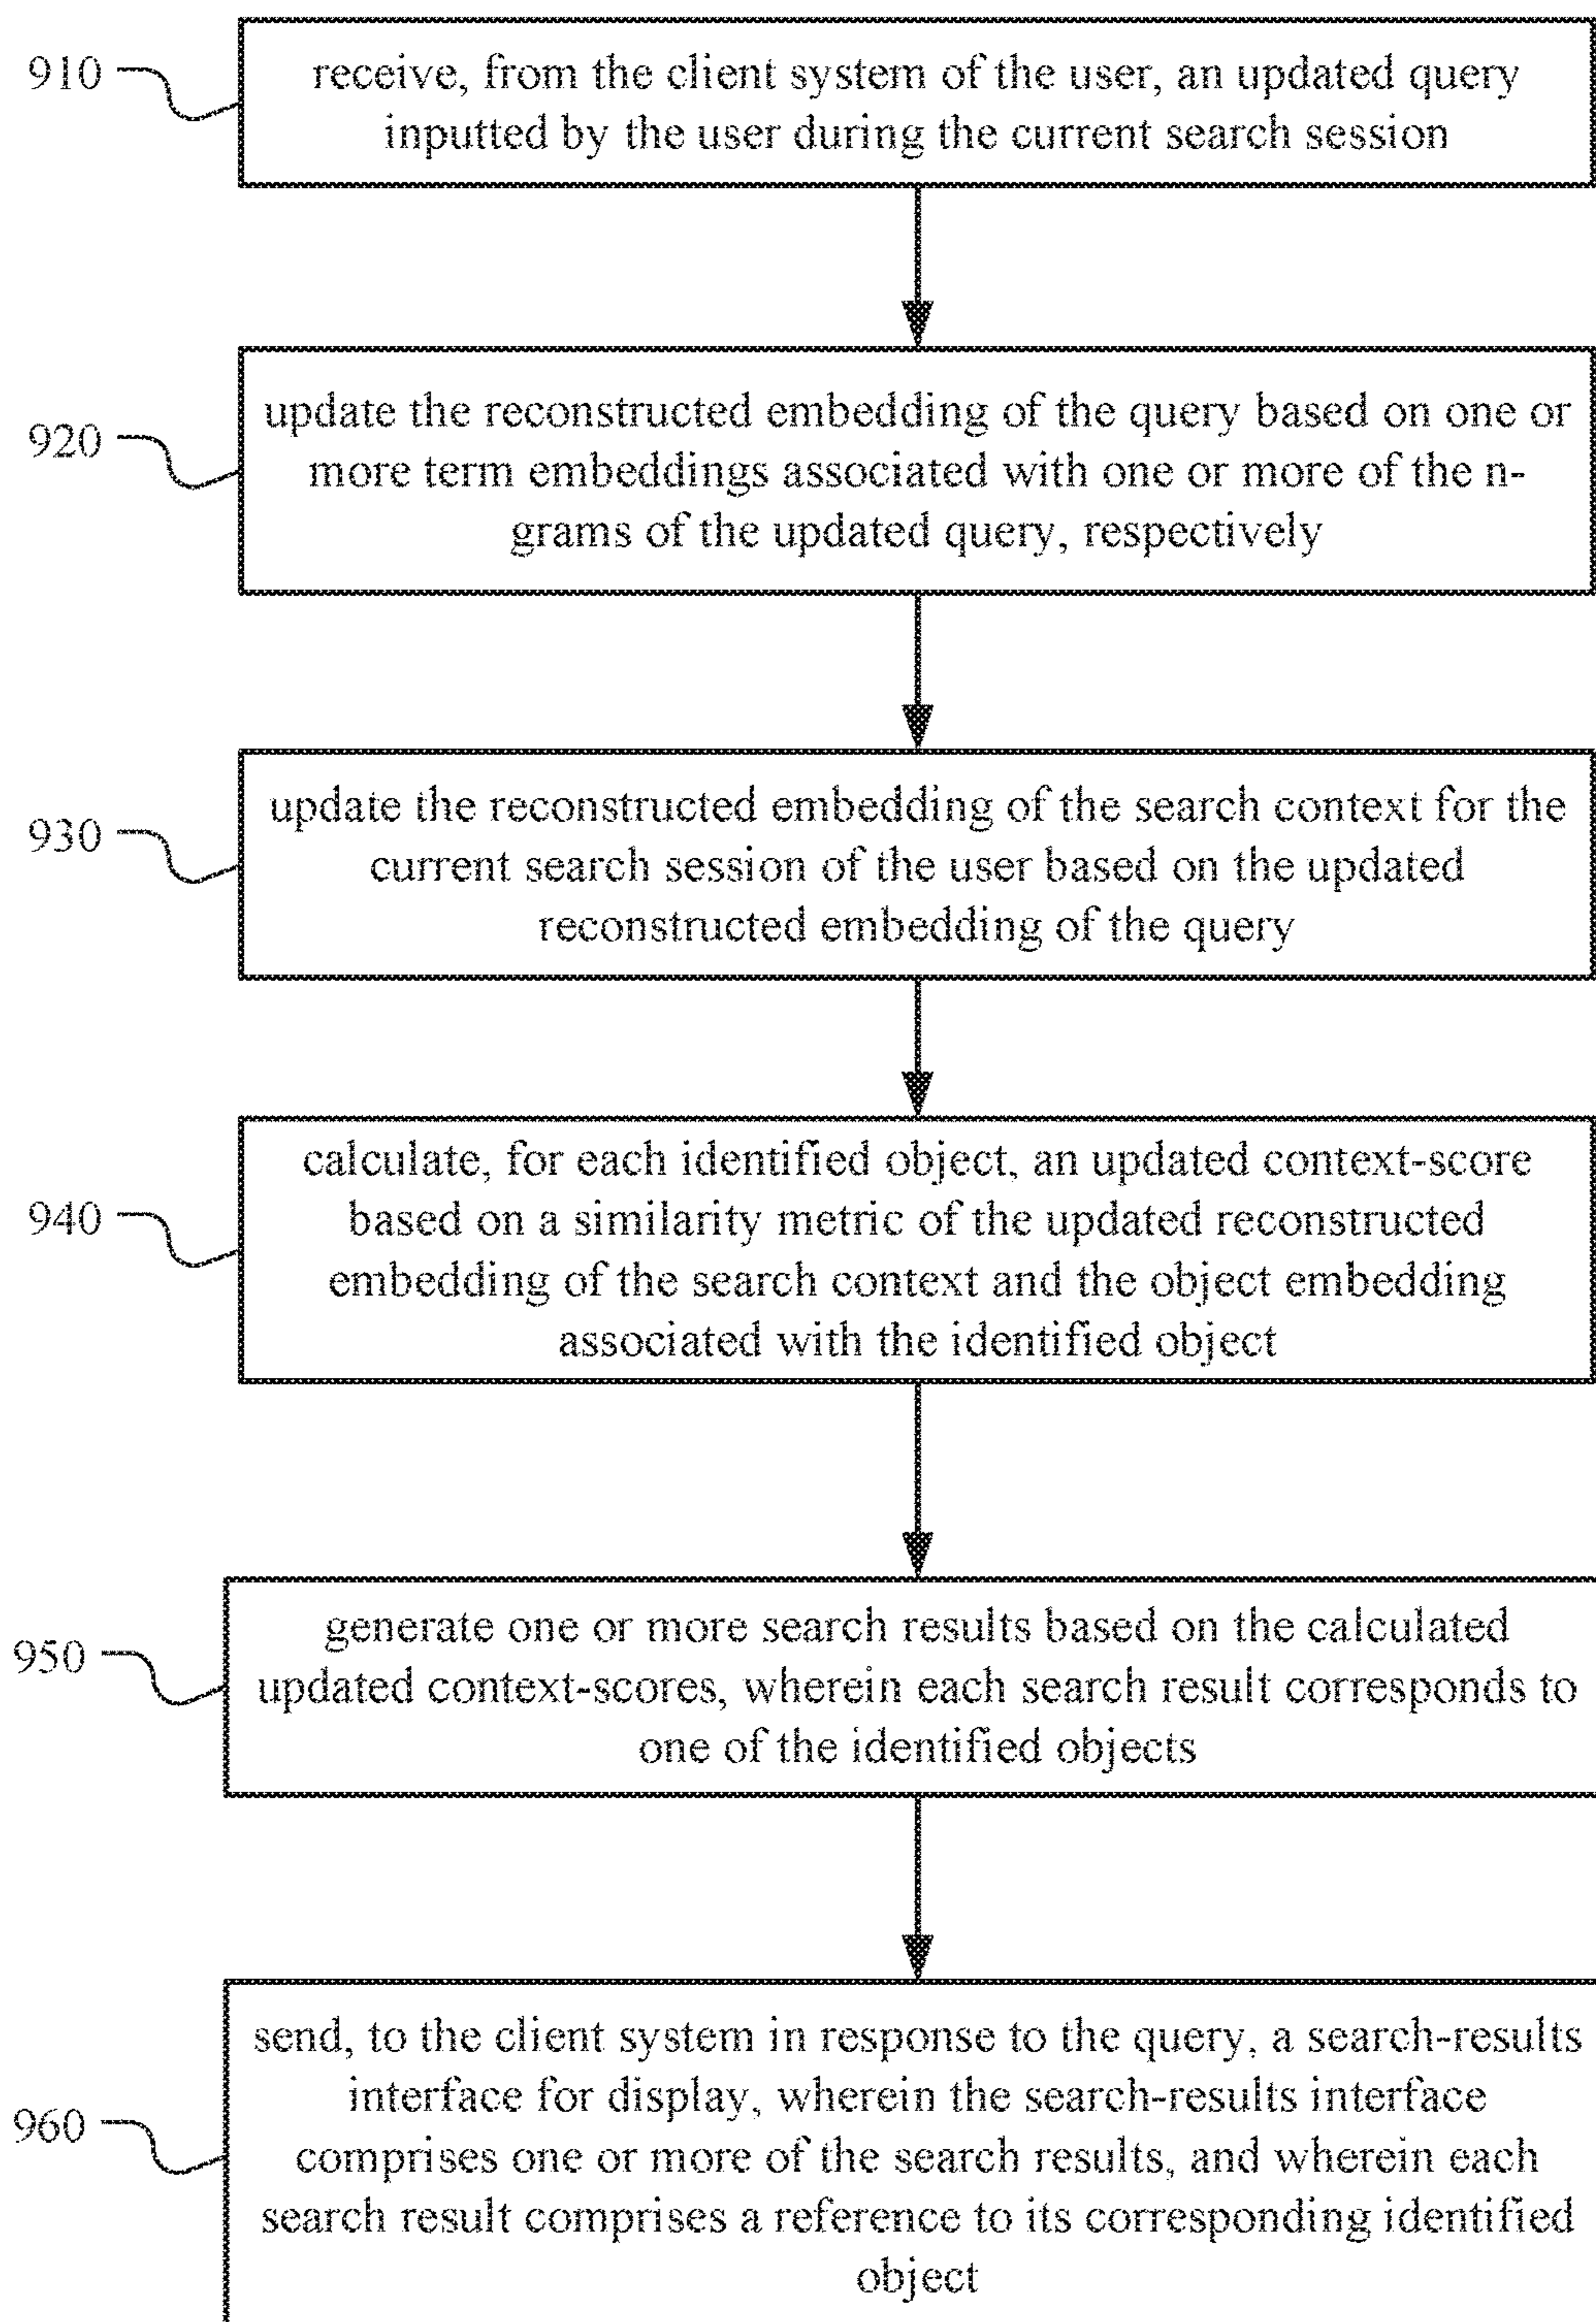 910
receive, from the client system of the user, an updated query
inputted by the user during the current search session
920
update the reconstructed embedding of the query based on one or
more term embeddings associated with one or more of the n-
grams of the updated query, respectively
930
update the reconstructed embedding of the search context for the
current search session of the user based on the updated
reconstructed embedding of the query
940
calculate, for each identified object, an updated context-score
based on a similarity metric of the updated reconstructed
embedding of the search context and the object embedding
associated with the identified object
950
generate one or more search results based on the calculated
updated context-scores, wherein each search result corresponds to
one of the identified objects
960
send, to the client system in response to the query, a search-results
interface for display, wherein the search-results interface
comprises one or more of the search results, and wherein each
search result comprises a reference to its corresponding identified
object